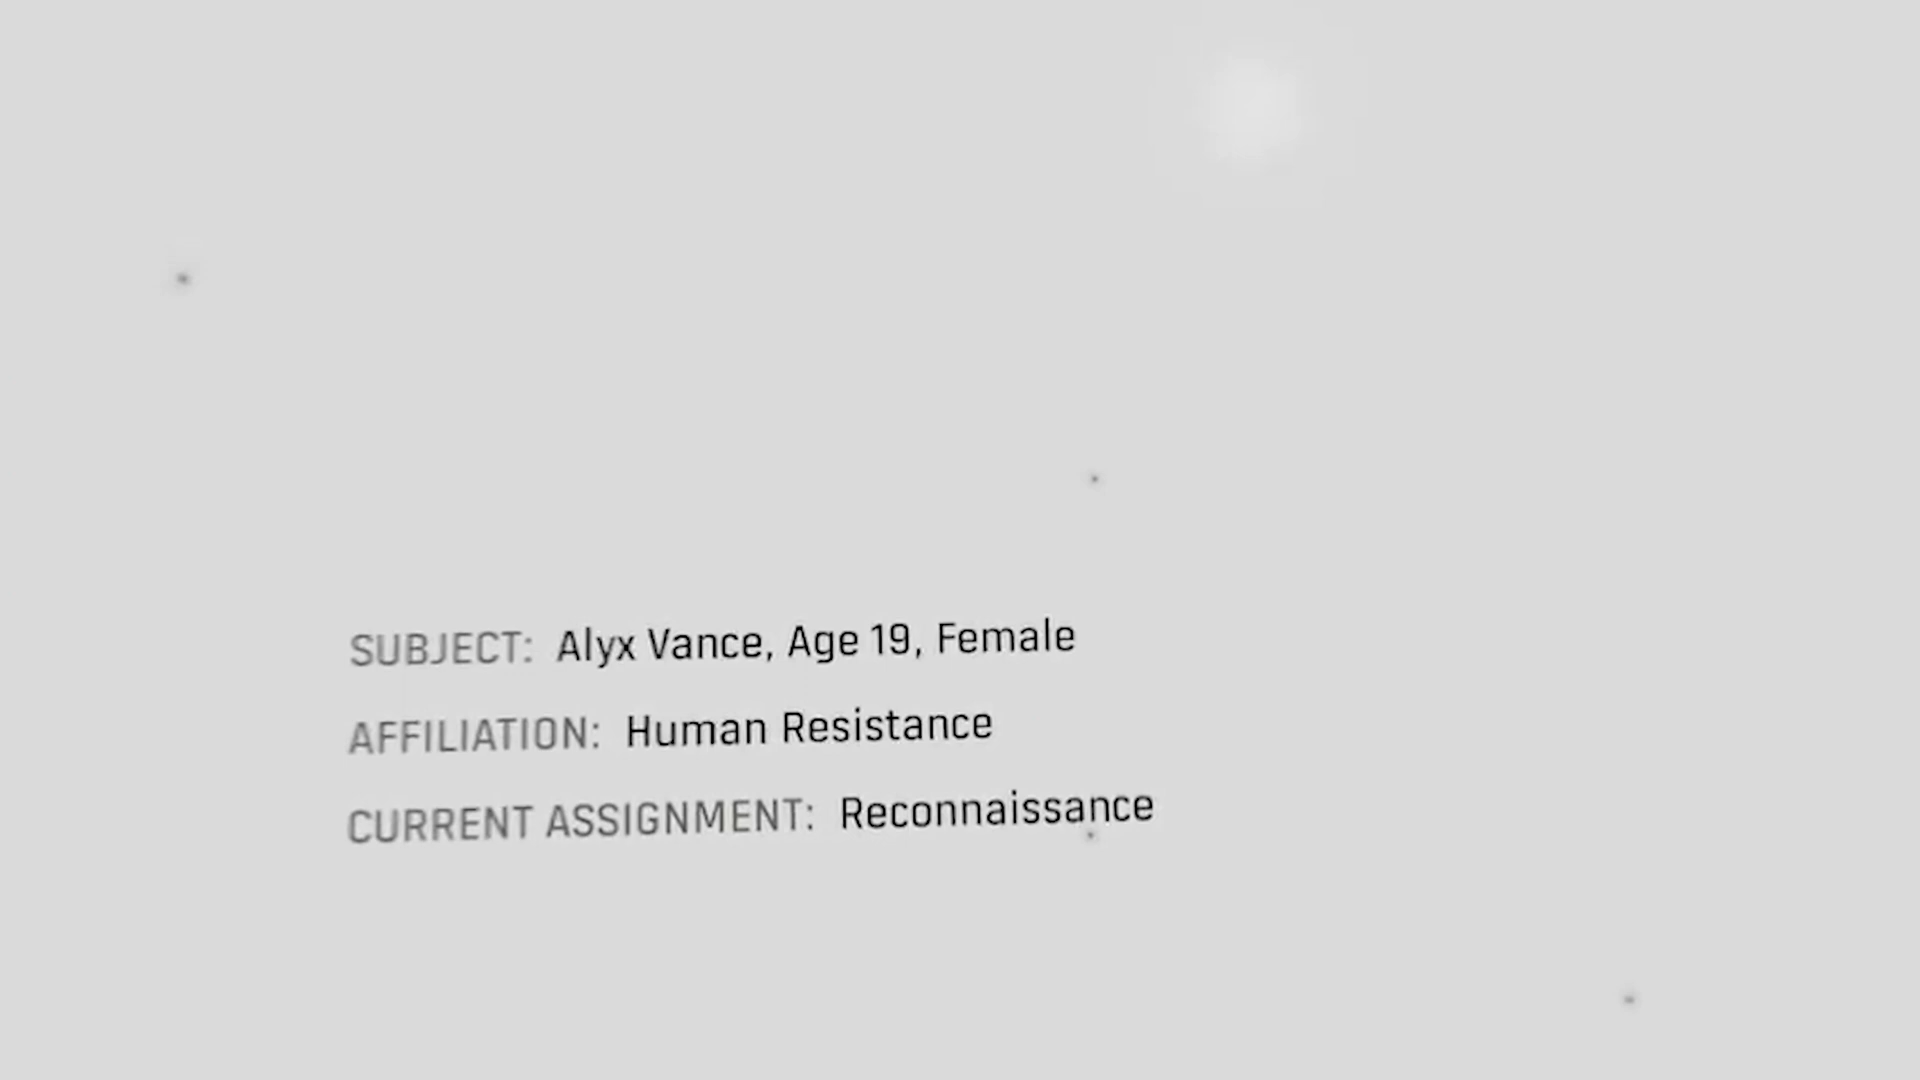 SUBJECT: Alyx Vance, Age 19, Female
AFFILIATION: Human Resistance
CURRENT ASSIGNMENT: Reconnaissance